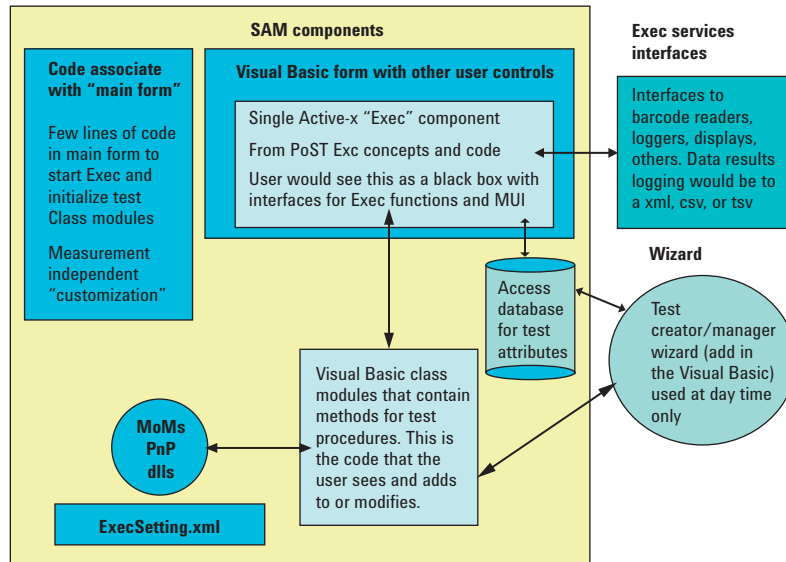 SAM components
Code associate
with “main form”
Few lines of code
in main form to
start Exec and
initialize test
Class modules
Measurement
independent
“customization”
Visual Basic form with other user controls
Single Active-x “Exec” component
From PoST Exc concepts and code
User would see this as a black box with
interfaces for Exec functions and MUI
Exec services
interfaces
Interfaces to
barcode readers,
loggers, displays,
others. Data results
logging would be to
a xml, csv, or tsv
Access
database
for test
attributes
Wizard
Test
creator/manager
wizard (add in
the Visual Basic)
used at day time
only
Visual Basic class
modules that contain
methods for test
procedures. This is
the code that the
user sees and adds
to or modifies.
MoMs
PnP
dlls
ExecSetting.xml